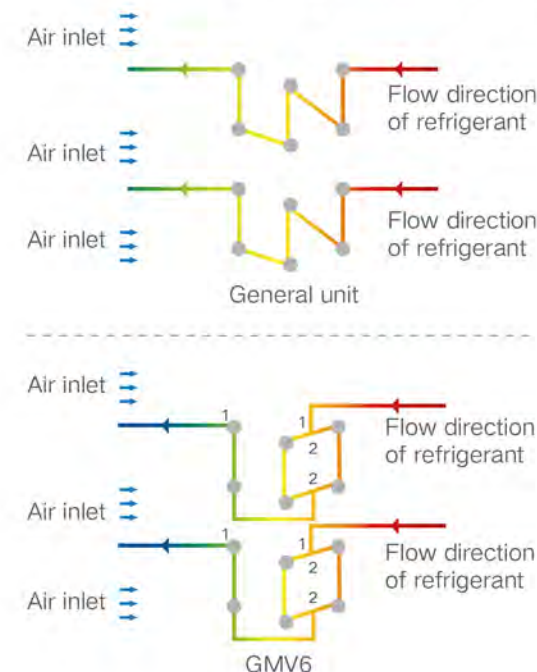 Air inlet
Flow direction
of refrigerant
Air inlet
Flow direction
of refrigerant
Air inlet
General unit
Air inlet
1
1
Flow direction
of refrigerant
2
2
Air inlet
1
1
Flow direction
of refrigerant
2
2
Air inlet
GMV6